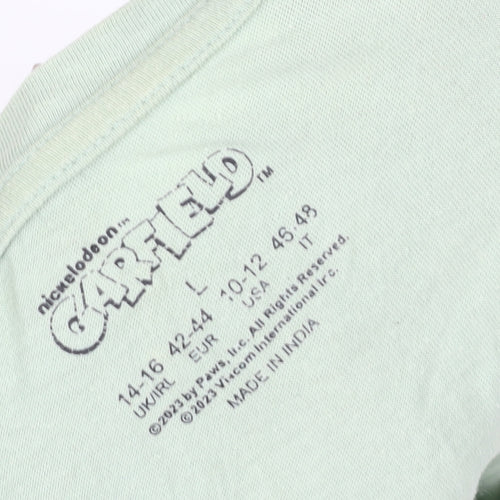 nickelodeon™
GARFIELD™
L
14-16 42-44 10-12 46-48
UK/IRL EUR USA IT
©2023 by Paws, Inc. All Rights Reserved.
©2023 Viacom International Inc.
MADE IN INDIA